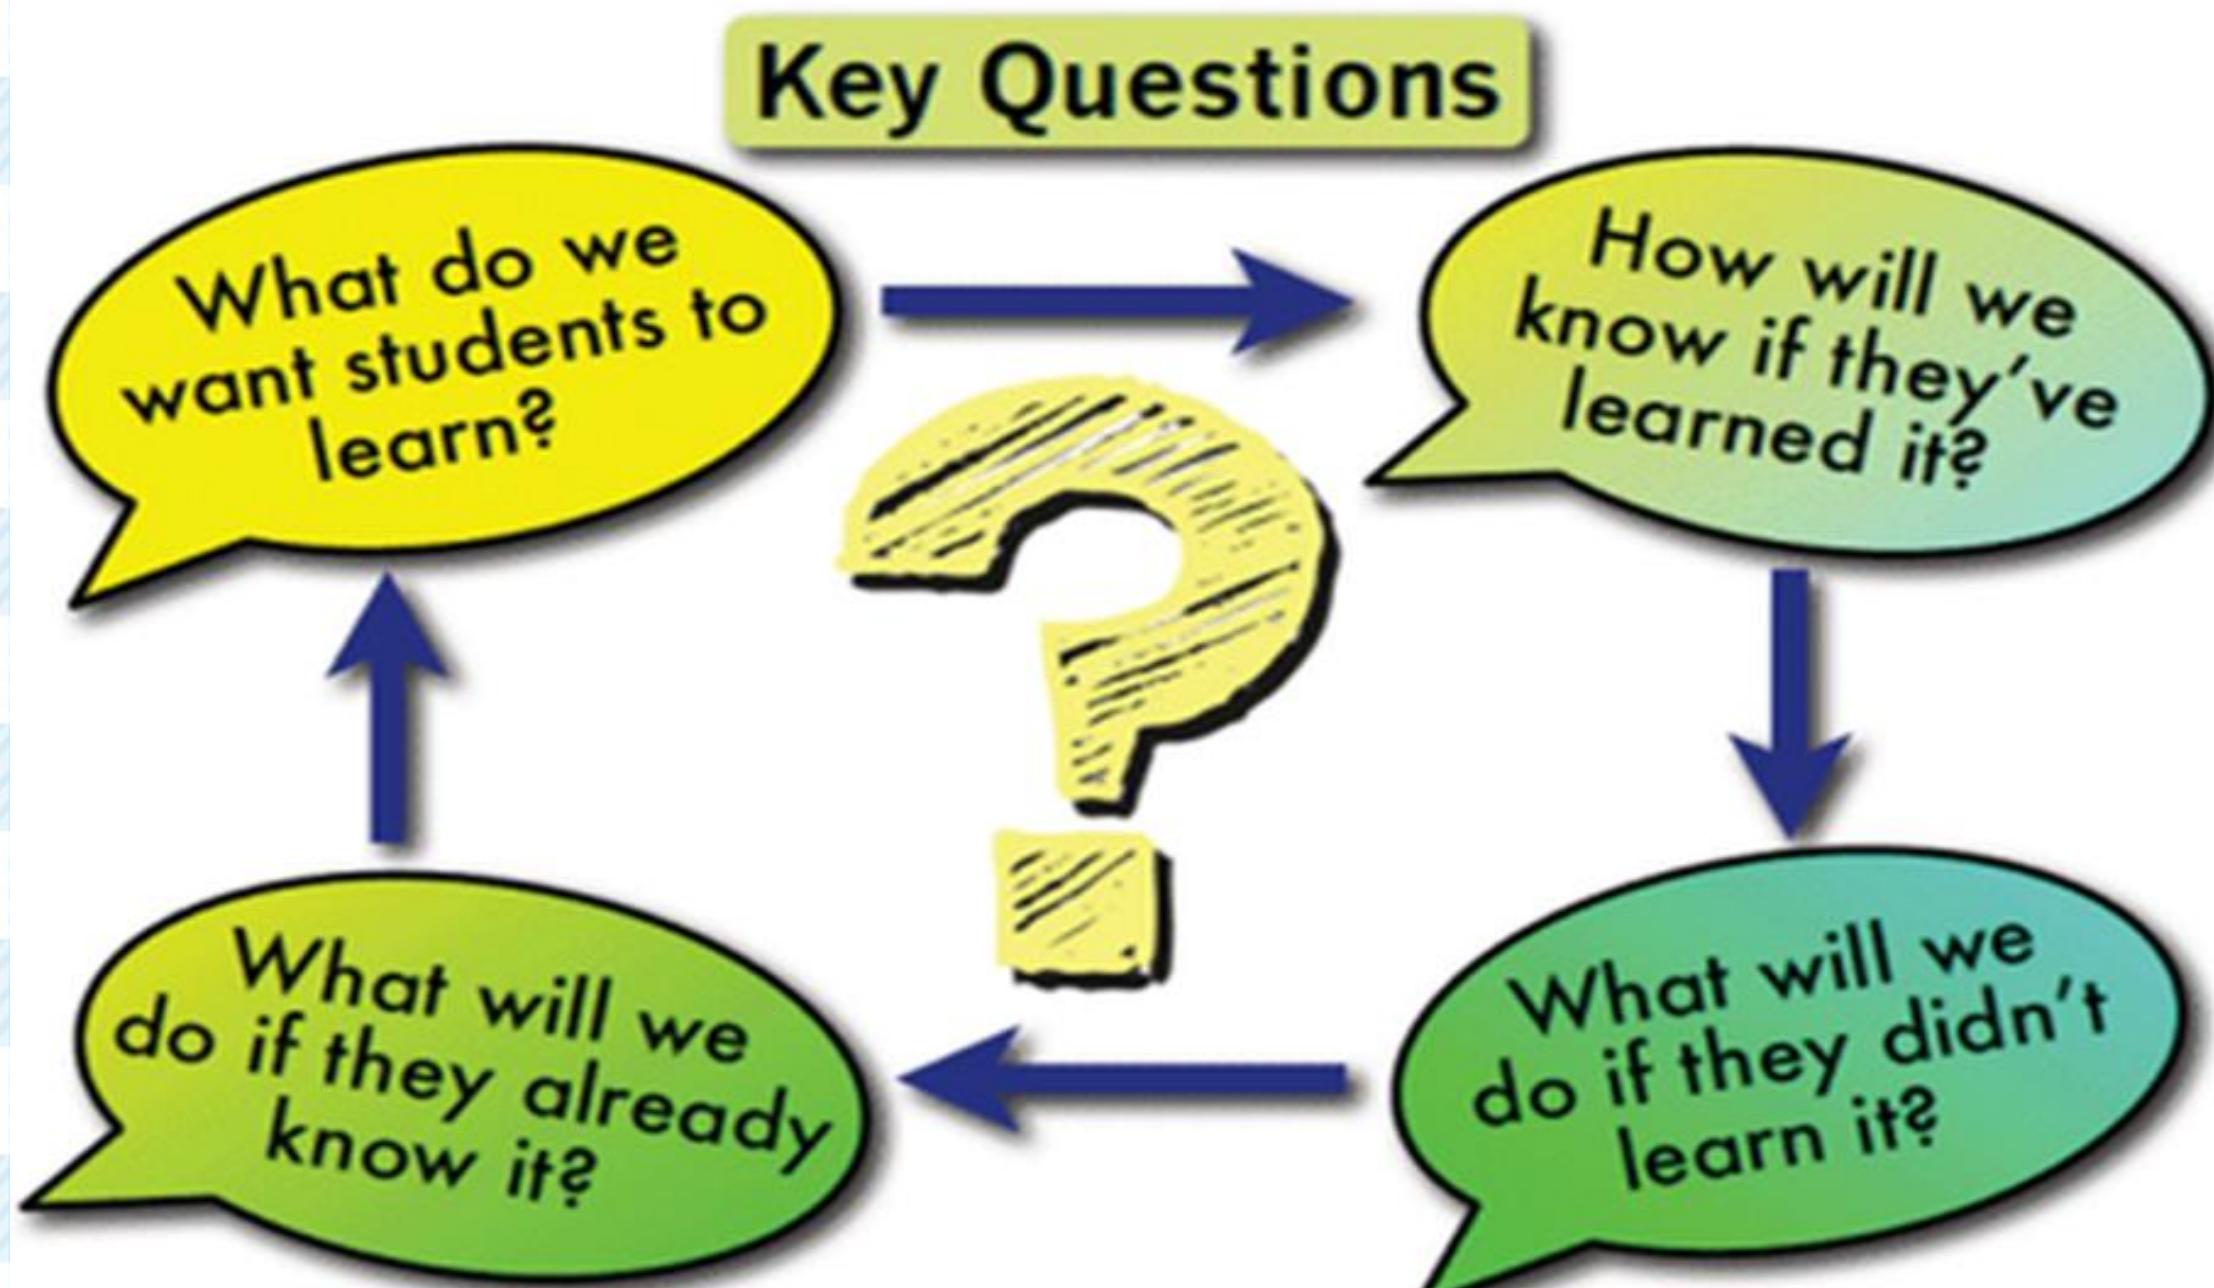 Key Questions
What do we
want students to
learn?
How will we
know if they've
learned it?
What will we
do if they didn't
learn it?
What will we
do if they already
know it?